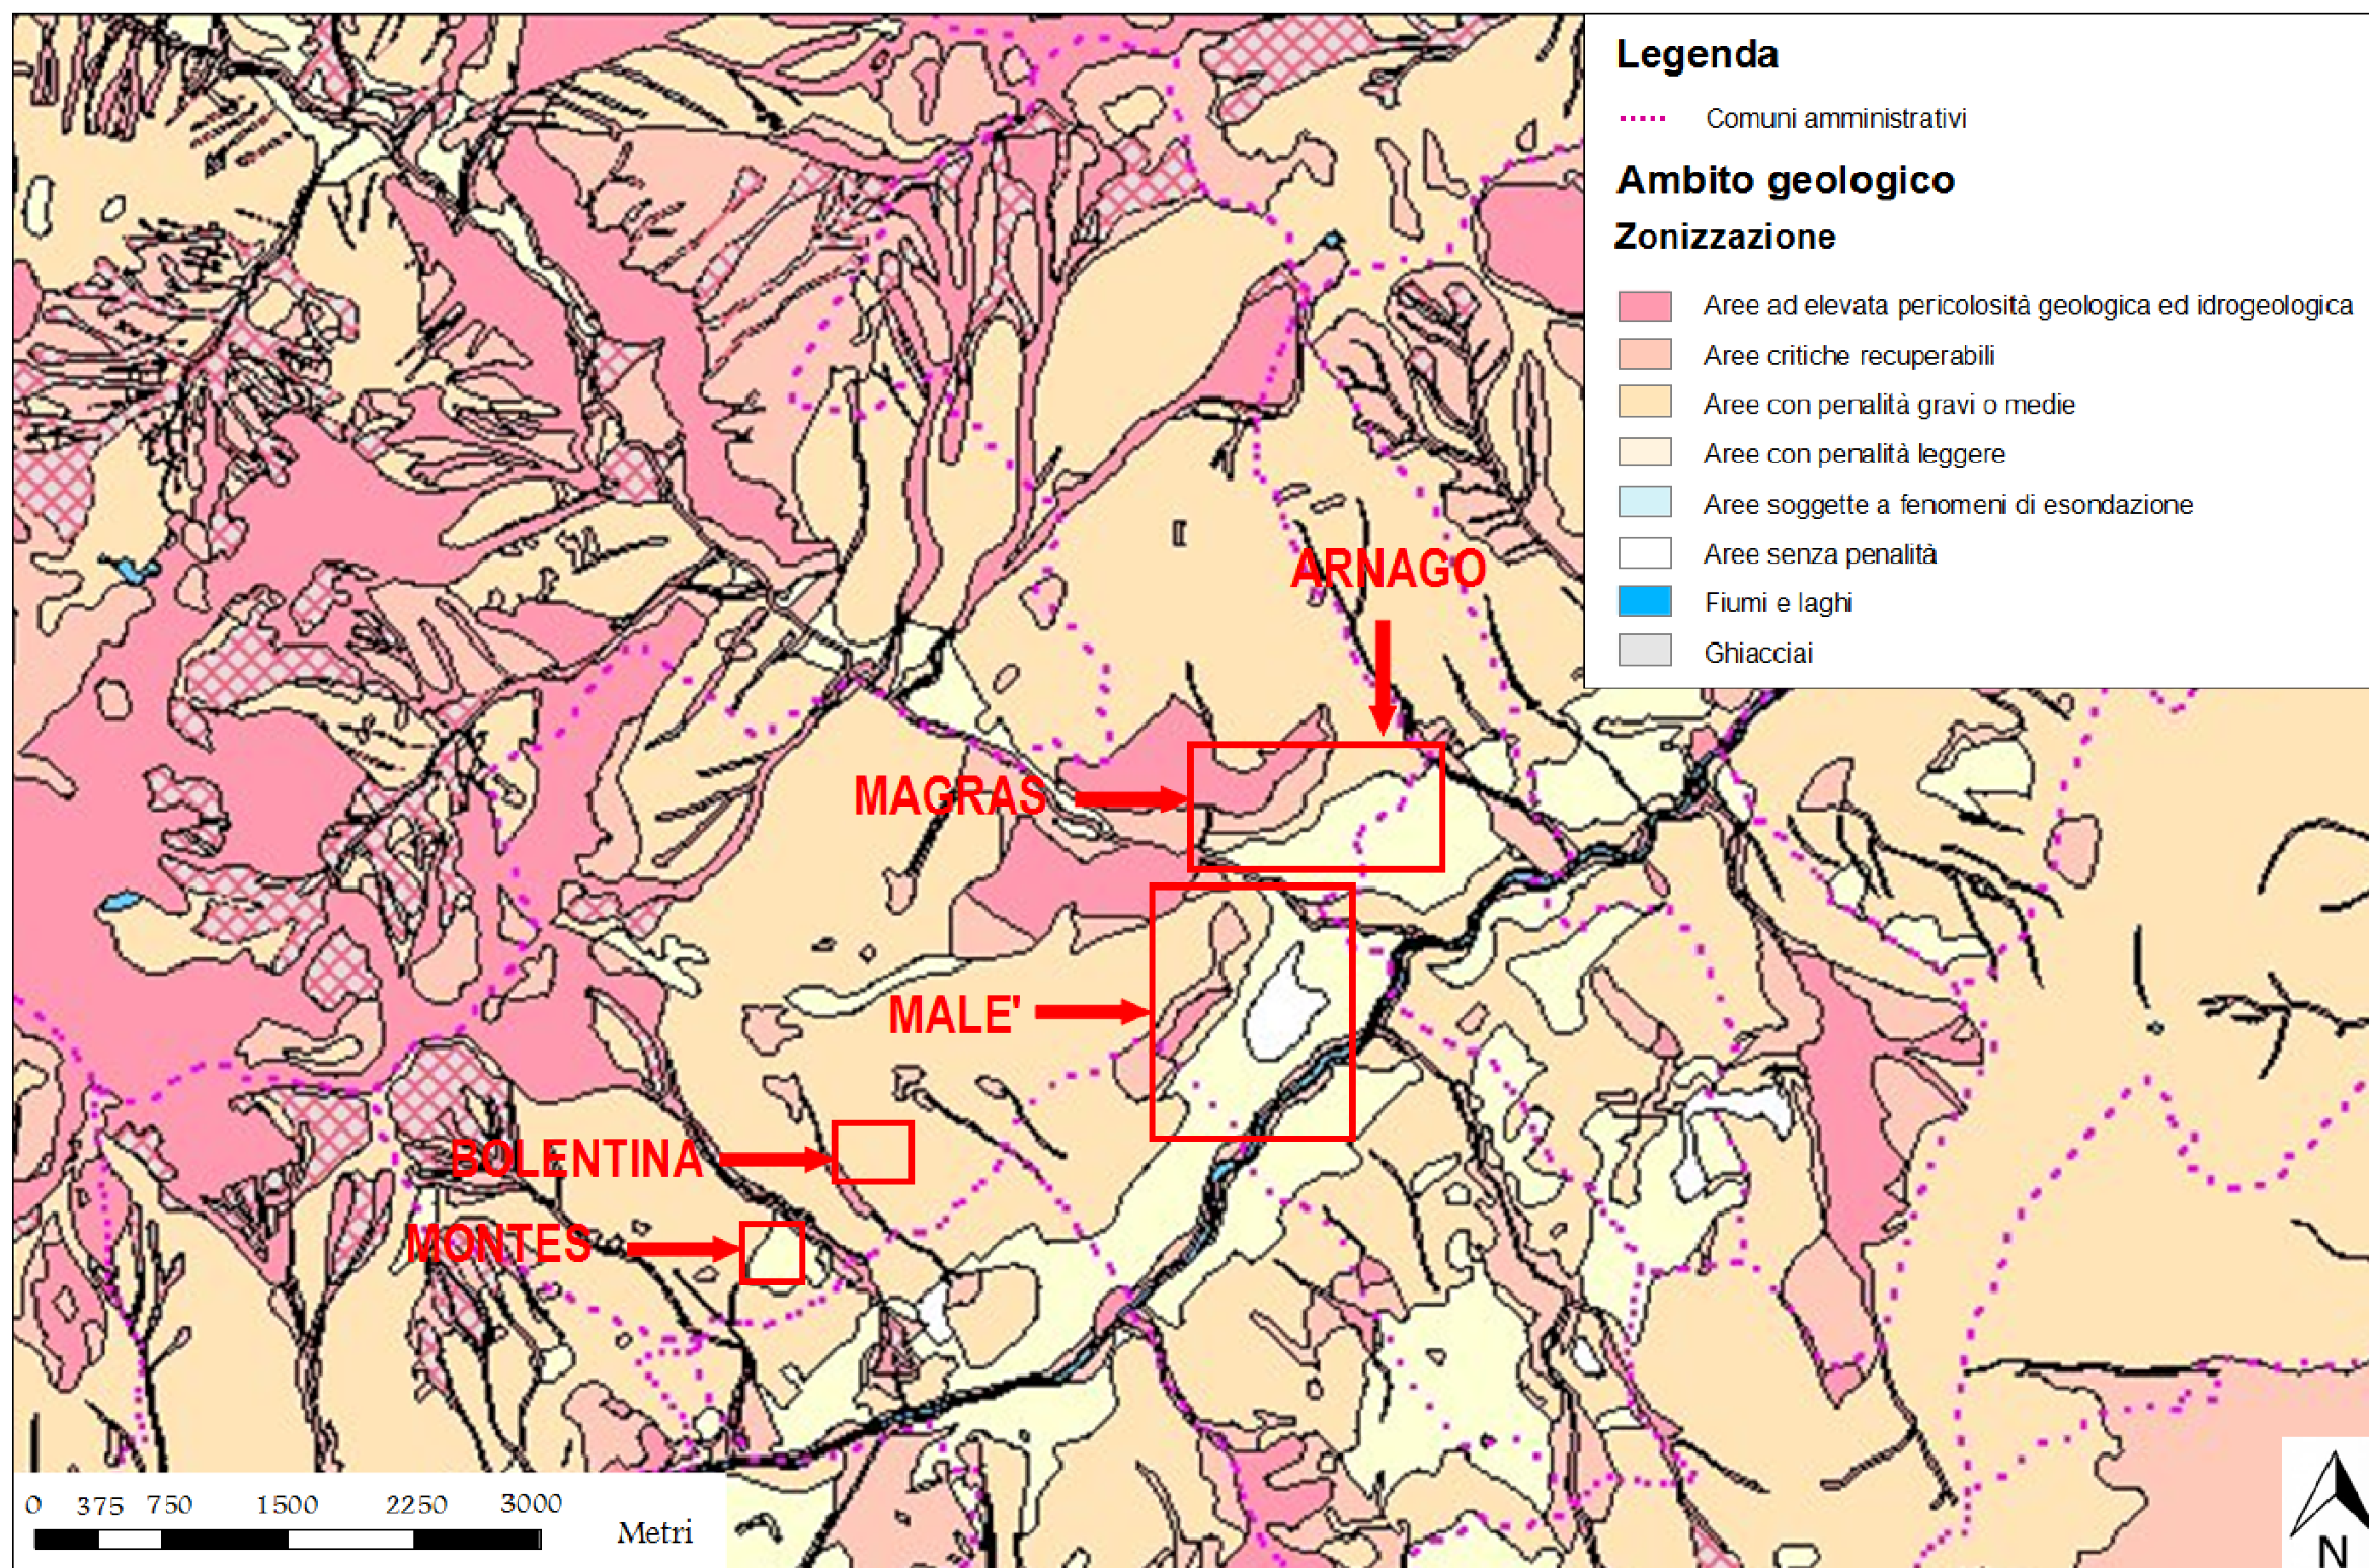 Legenda
Comuni amministrativi
Ambito geologico
Zonizzazione
Aree ad elevata pericolosità geologica ed idrogeologica
Aree critiche recuperabili
Aree con penalità gravi o medie
Aree con penalità leggere
Aree soggette a fenomeni di esondazione
Aree senza penalità
Fiumi e laghi
Ghiacciai
ARNAGO
MAGRAS
MALE'
BOLENTINA
MONTES
0 375 750 1500 2250 3000
Metri
N